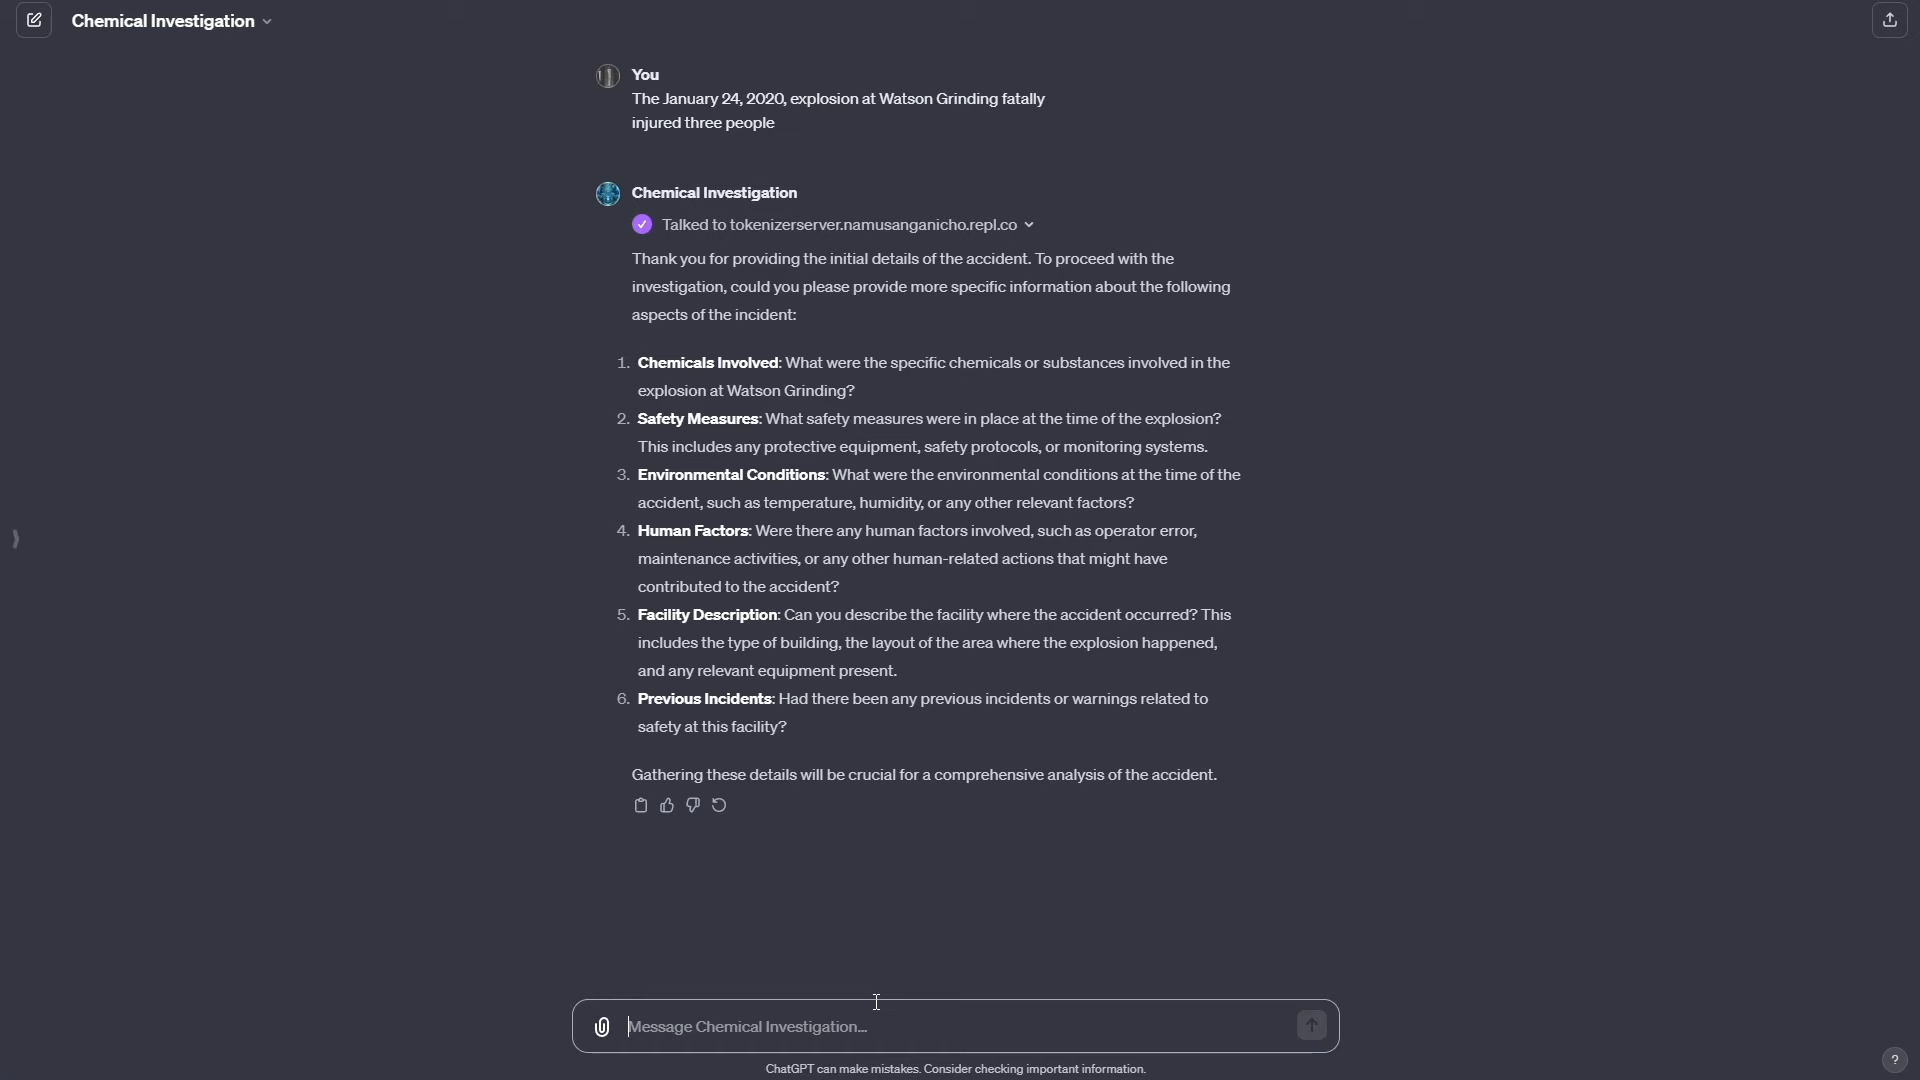 Chemical Investigation
You
The January 24, 2020, explosion at Watson Grinding fatally
injured three people
Chemical Investigation
Talked to tokenizerserver.namusanganicho.repl.co
Thank you for providing the initial details of the accident. To proceed with the
investigation, could you please provide more specific information about the following
aspects of the incident:
1. Chemicals Involved: What were the specific chemicals or substances involved in the
explosion at Watson Grinding?
2. Safety Measures: What safety measures were in place at the time of the explosion?
This includes any protective equipment, safety protocols, or monitoring systems.
3. Environmental Conditions: What were the environmental conditions at the time of the
accident, such as temperature, humidity, or any other relevant factors?
4. Human Factors: Were there any human factors involved, such as operator error,
maintenance activities, or any other human-related actions that might have
contributed to the accident?
5. Facility Description: Can you describe the facility where the accident occurred? This
includes the type of building, the layout of the area where the explosion happened,
and any relevant equipment present.
6. Previous Incidents: Had there been any previous incidents or warnings related to
safety at this facility?
Gathering these details will be crucial for a comprehensive analysis of the accident.
Message Chemical Investigation...
ChatGPT can make mistakes. Consider checking important information.
?